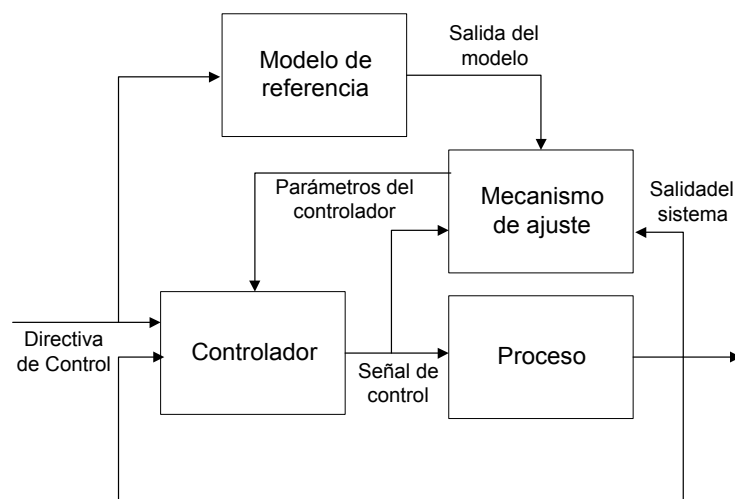 Modelo de
referencia
Salida del
modelo
Parámetros del
controlador
Mecanismo
de ajuste
Salidadel
sistema
Directiva
de Control
Controlador
Señal de
control
Proceso